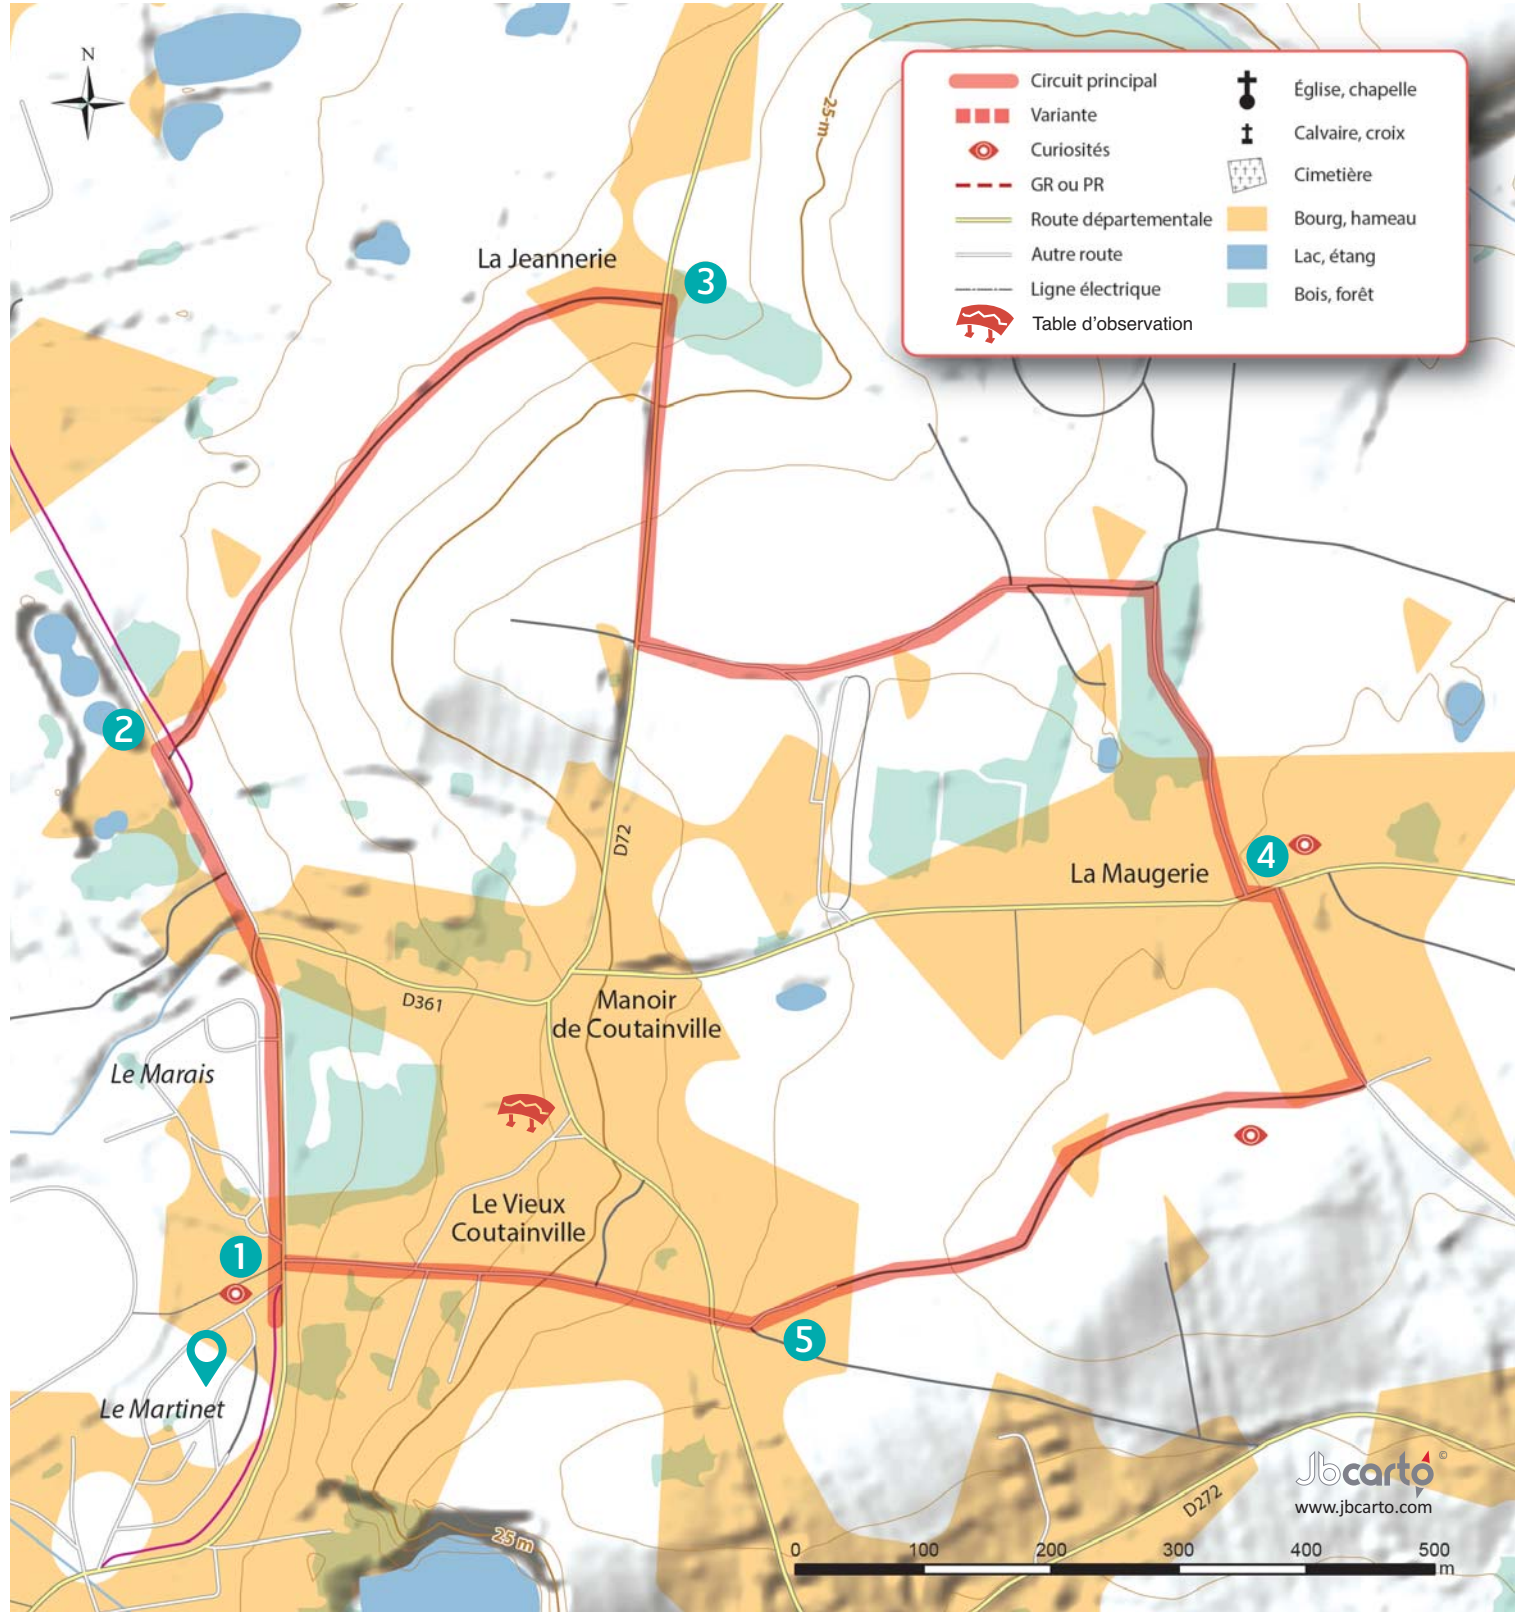 N
25 m
Circuit principal
Variante
Curiosités
GR ou PR
Route départementale
Autre route
Ligne électrique
Table d'observation
Église, chapelle
Calvaire, croix
Cimetière
Bourg, hameau
Lac, étang
Bois, forêt
La Jeannerie
3
2
D72
4
La Maugerie
D361
Manoir
de Coutainville
Le Marais
Le Vieux
Coutainville
1
5
Le Martinet
Jbcarto©
www.jbcarto.com
D272
25 m
0 100 200 300 400 500
m